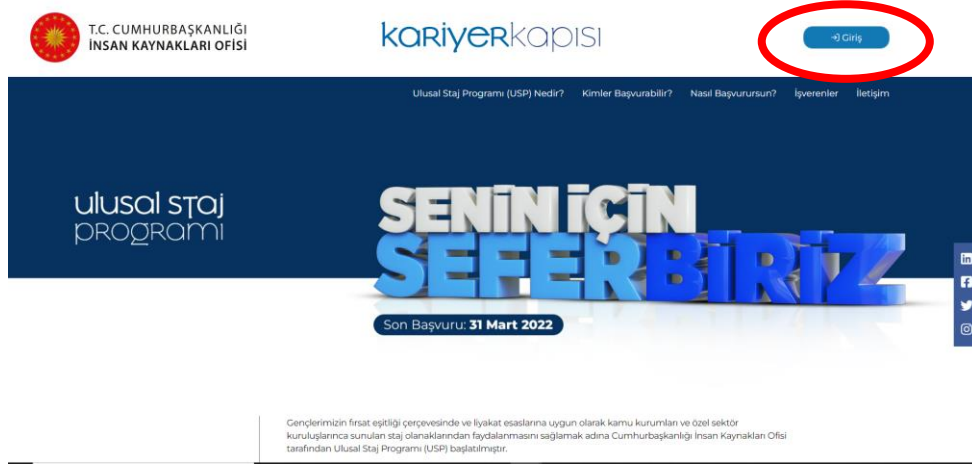 T.C. CUMHURBAŞKANLIĞI
İNSAN KAYNAKLARI OFİSİ
kariyerkapısı
Giriş
Ulusal Staj Programı (USP) Nedir? Kimler Başvurabilir? Nasıl Başvurursun? İşverenler İletişim
ulusal staj
programı
SENİN İÇİN
SEFERBİRİZ
Son Başvuru: 31 Mart 2022
Gençlerimizin fırsat eşitliği çerçevesinde ve liyakat esaslarına uygun olarak kamu kurumları ve özel sektör
kuruluşlarınca sunulan staj olanaklarından faydalanmasını sağlamak adına Cumhurbaşkanlığı İnsan Kaynakları Ofisi
tarafından Ulusal Staj Programı (USP) başlatılmıştır.